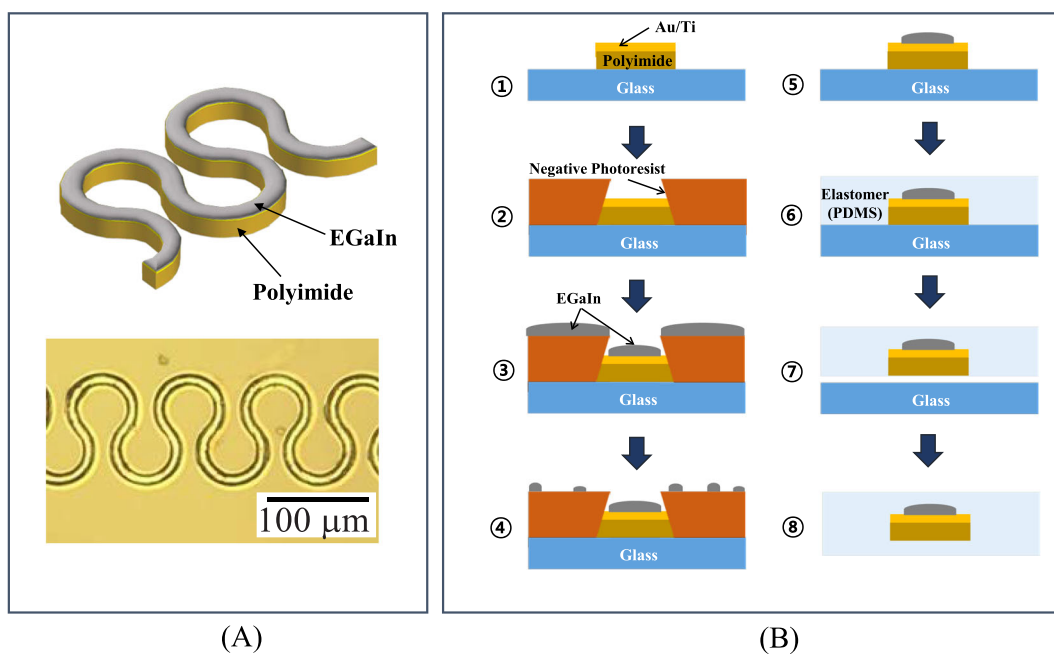 EGaIn
Polyimide
100 μm
(A)
Au/Ti
Polyimide
①
Glass
Negative Photoresist
②
Glass
EGaIn
③
Glass
④
Glass
⑤
Glass
Elastomer
(PDMS)
⑥
Glass
⑦
Glass
⑧
(B)